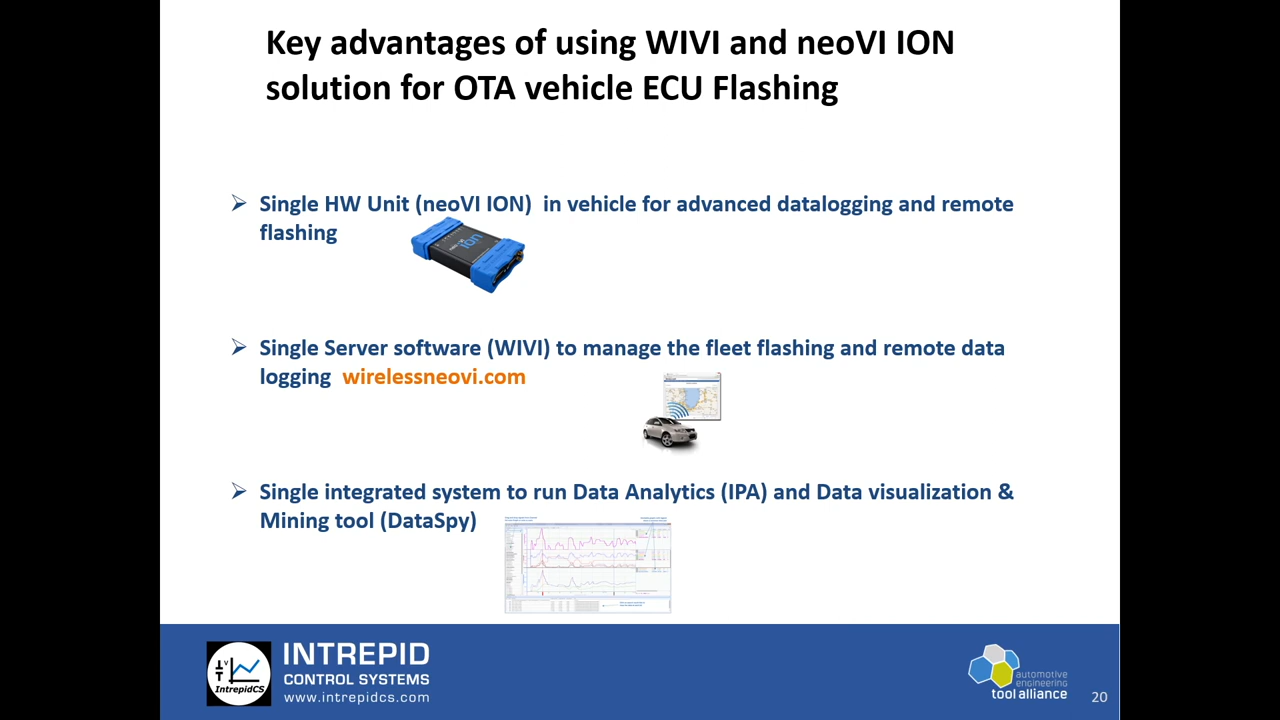 Key advantages of using WIVI and neoVI ION
solution for OTA vehicle ECU Flashing
Single HW Unit (neoVI ION) in vehicle for advanced datalogging and remote
flashing
ion
Single Server software (WIVI) to manage the fleet flashing and remote data
logging wirelessneovi.com
Single integrated system to run Data Analytics (IPA) and Data visualization &
Mining tool (DataSpy)
V
IntrepidCS
INTREPID
CONTROL SYSTEMS
www.intrepidcs.com
automotive
engineering
tool alliance
20